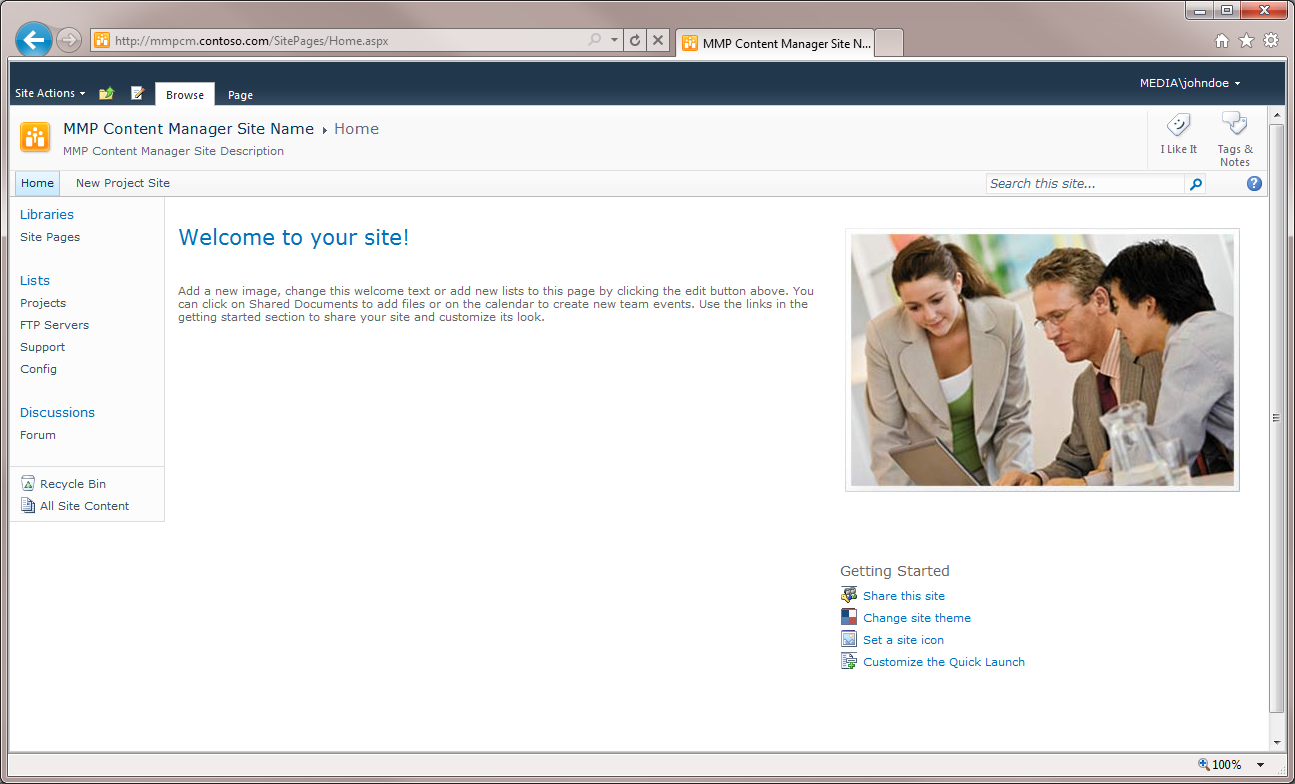 http://mmpcm.contoso.com/SitePages/Home.aspx
MMP Content Manager Site N...
Site Actions
Browse
Page
MEDIA\johndoe
MMP Content Manager Site Name
Home
MMP Content Manager Site Description
I Like It
Tags &
Notes
Home
New Project Site
Search this site...
Libraries
Site Pages
Lists
Projects
FTP Servers
Support
Config
Discussions
Forum
Recycle Bin
All Site Content
Welcome to your site!
Add a new image, change this welcome text or add new lists to this page by clicking the edit button above. You
can click on Shared Documents to add files or on the calendar to create new team events. Use the links in the
getting started section to share your site and customize its look.
Getting Started
Share this site
Change site theme
Set a site icon
Customize the Quick Launch
100%